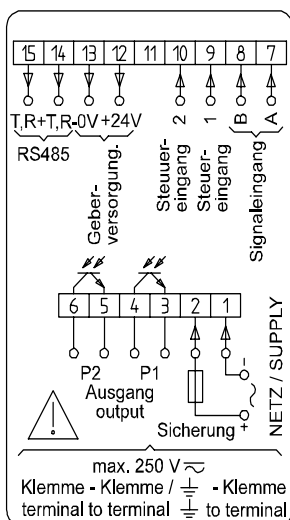 15 14 13 12 11 10 9 8 7
T,R+T,R-0V +24V 2 1 B A
RS485
Geber-
versorgung.
Steuuer-
eingang
Steuer-
eingang
Signaleingang
6 5 4 3 2 1
P2 P1
Ausgang
output
Sicherung
- +
NETZ / SUPPLY
max. 250 V
Klemme - Klemme / - Klemme
terminal to terminal to terminal